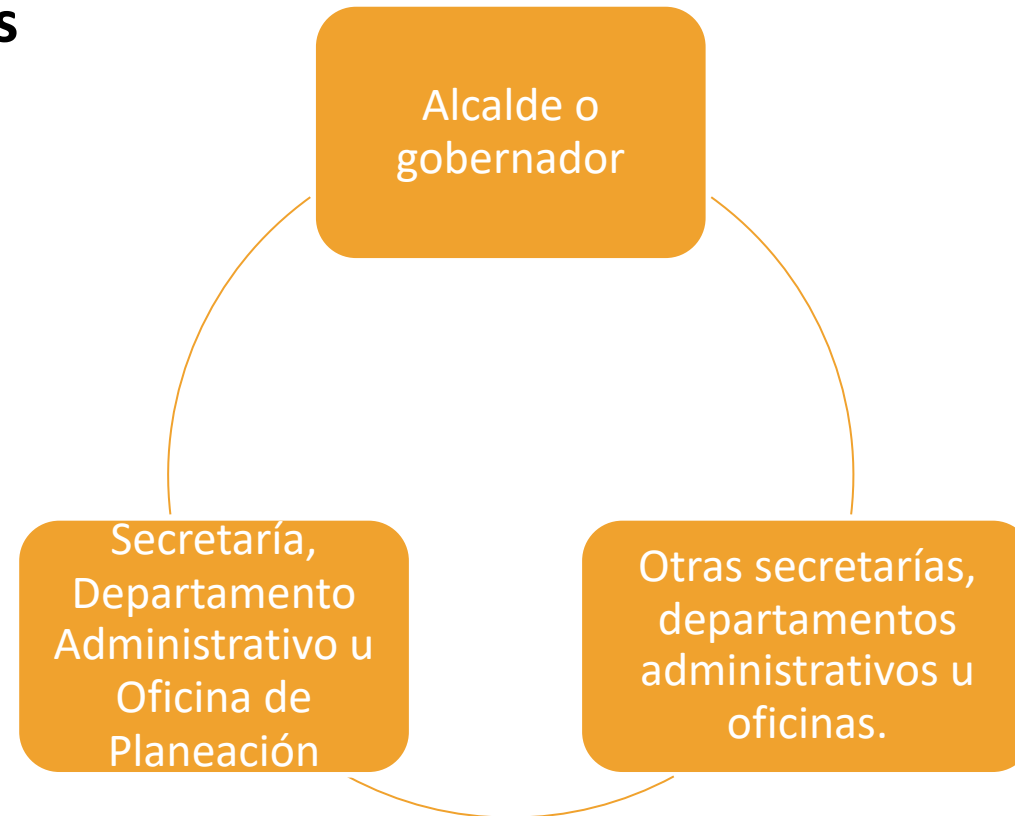 s
Alcalde o
gobernador
Secretaría,
Departamento
Administrativo u
Oficina de
Planeación
Otras secretarías,
departamentos
administrativos u
oficinas.